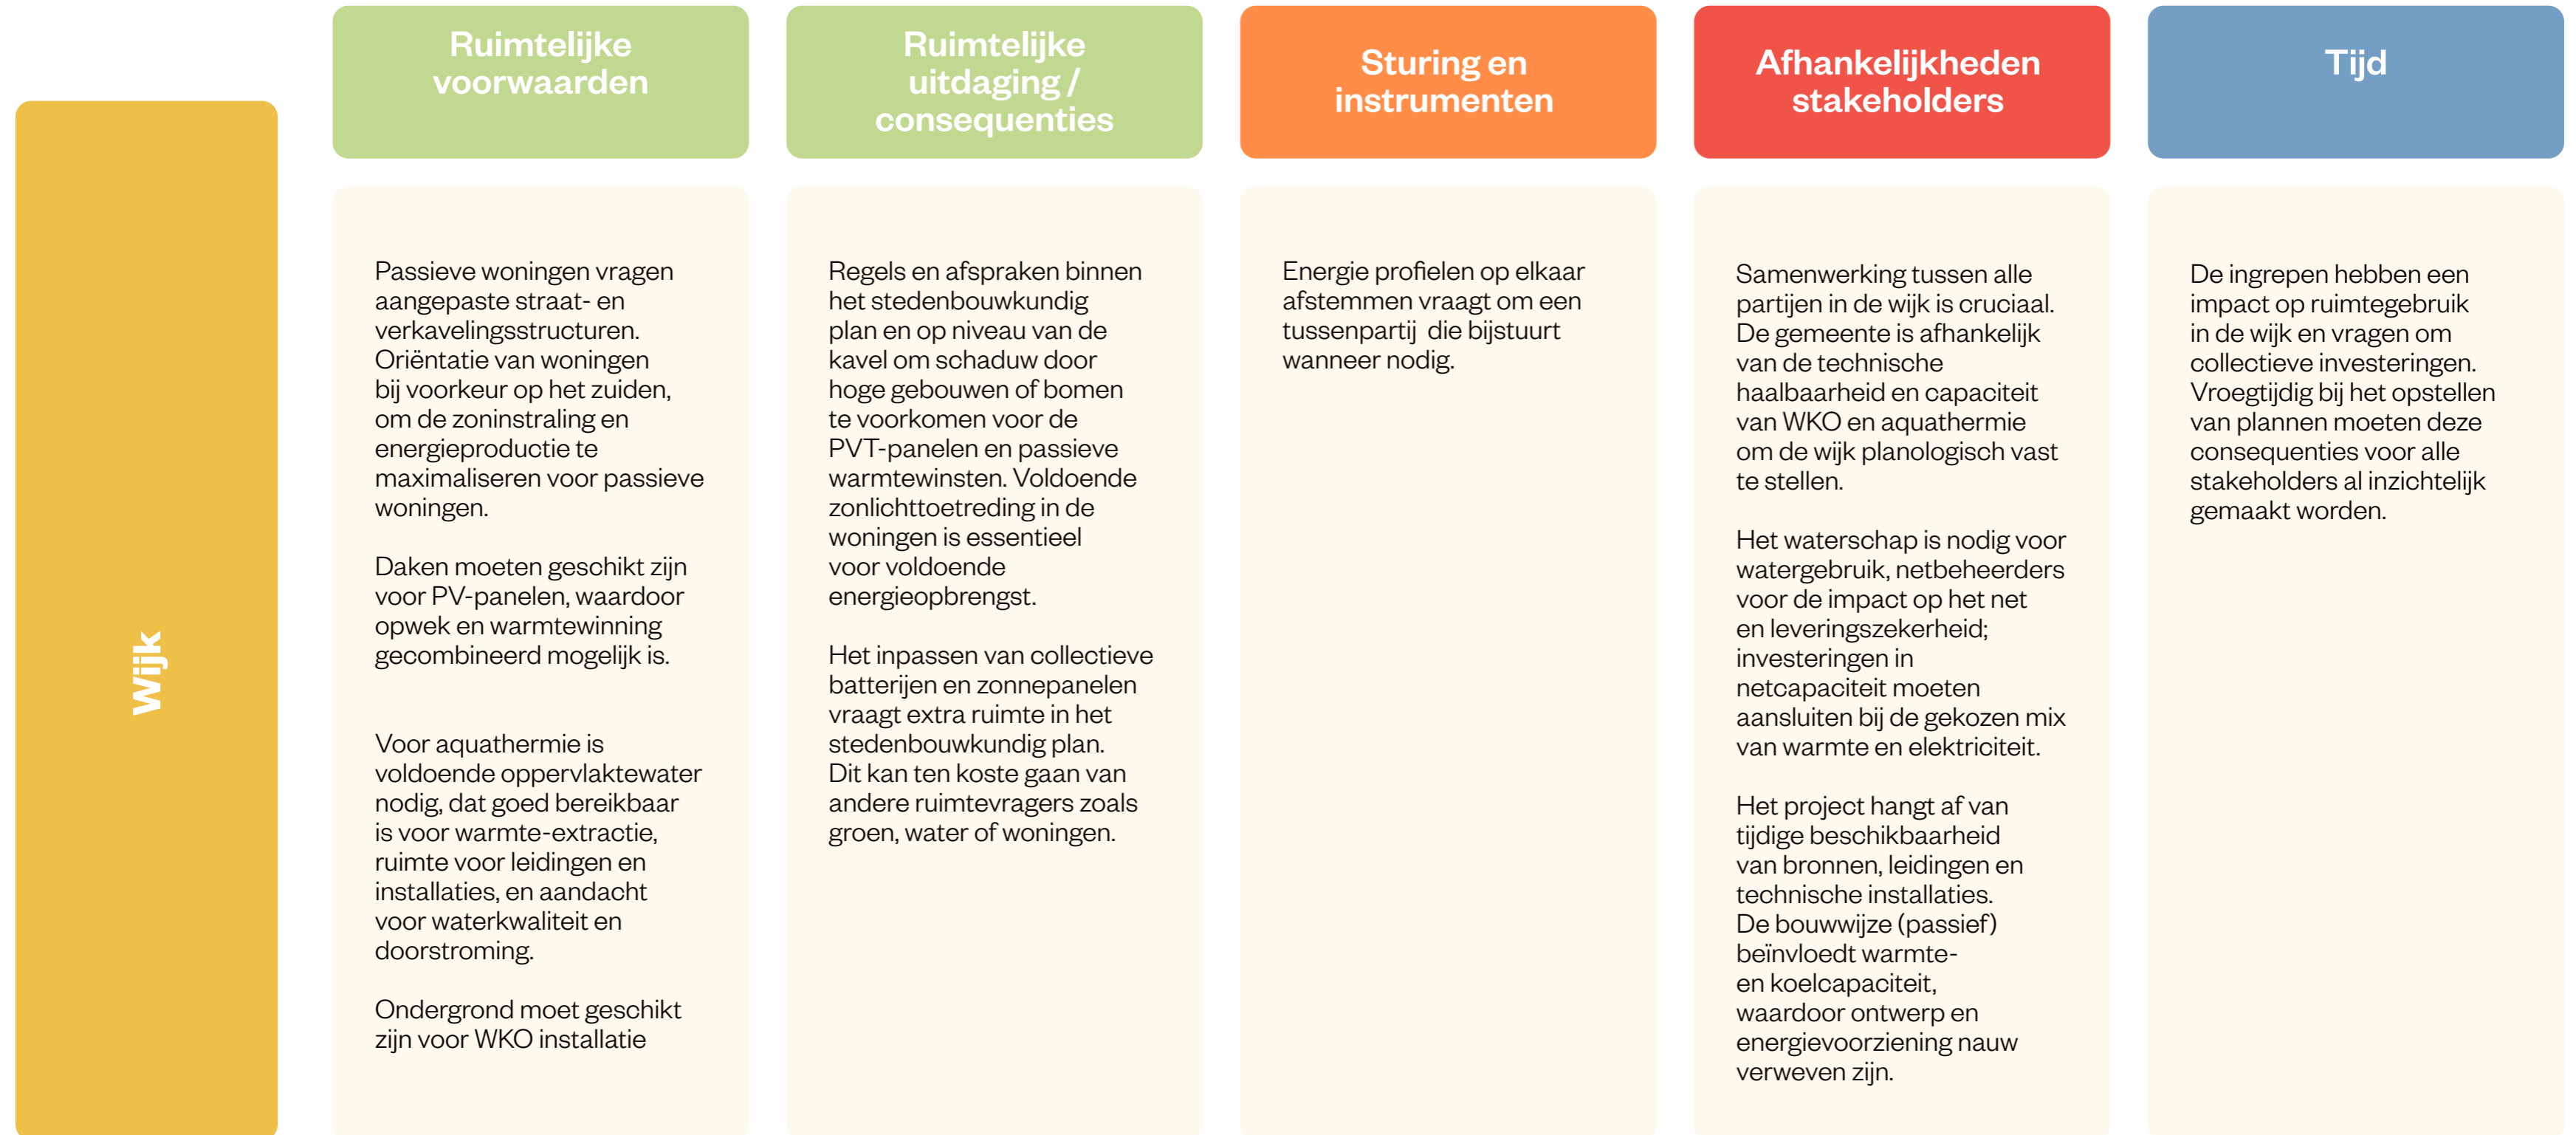 Ruimtelijke
voorwaarden
Ruimtelijke
uitdaging /
consequenties
Sturing en
instrumenten
Afhankelijkheden
stakeholders
Tijd
Wijk
Passieve woningen vragen
aangepaste straat- en
verkavelingsstructuren.
Oriëntatie van woningen
bij voorkeur op het zuiden,
om de zoninstraling en
energieproductie te
maximaliseren voor passieve
woningen.
Daken moeten geschikt zijn
voor PV-panelen, waardoor
opwek en warmtewinning
gecombineerd mogelijk is.
Voor aquathermie is
voldoende oppervlaktewater
nodig, dat goed bereikbaar
is voor warmte-extractie,
ruimte voor leidingen en
installaties, en aandacht
voor waterkwaliteit en
doorstroming.
Ondergrond moet geschikt
zijn voor WKO installatie
Regels en afspraken binnen
het stedenbouwkundig
plan en op niveau van de
kavel om schaduw door
hoge gebouwen of bomen
te voorkomen voor de
PVT-panelen en passieve
warmtewinsten. Voldoende
zonlichttoetreding in de
woningen is essentieel
voor voldoende
energieopbrengst.
Het inpassen van collectieve
batterijen en zonnepanelen
vraagt extra ruimte in het
stedenbouwkundig plan.
Dit kan ten koste gaan van
andere ruimtevragers zoals
groen, water of woningen.
Energie profielen op elkaar
afstemmen vraagt om een
tussenpartij  die bijstuurt
wanneer nodig.
Samenwerking tussen alle
partijen in de wijk is cruciaal.
De gemeente is afhankelijk
van de technische
haalbaarheid en capaciteit
van WKO en aquathermie
om de wijk planologisch vast
te stellen.
Het waterschap is nodig voor
watergebruik, netbeheerders
voor de impact op het net
en leveringszekerheid;
investeringen in
netcapaciteit moeten
aansluiten bij de gekozen mix
van warmte en elektriciteit.
Het project hangt af van
tijdige beschikbaarheid
van bronnen, leidingen en
technische installaties.
De bouwwijze (passief)
beïnvloedt warmte-
en koelcapaciteit,
waardoor ontwerp en
energievoorziening nauw
verweven zijn.
De ingrepen hebben een
impact op ruimtegebruik
in de wijk en vragen om
collectieve investeringen.
Vroegtijdig bij het opstellen
van plannen moeten deze
consequenties voor alle
stakeholders al inzichtelijk
gemaakt worden.